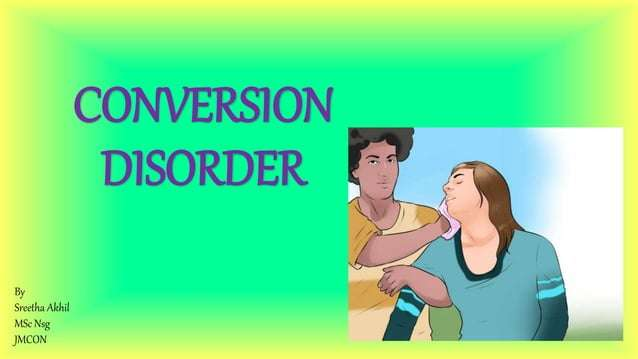 CONVERSION
DISORDER
By
Sreetha Akhil
MSc Nsg
JMCON